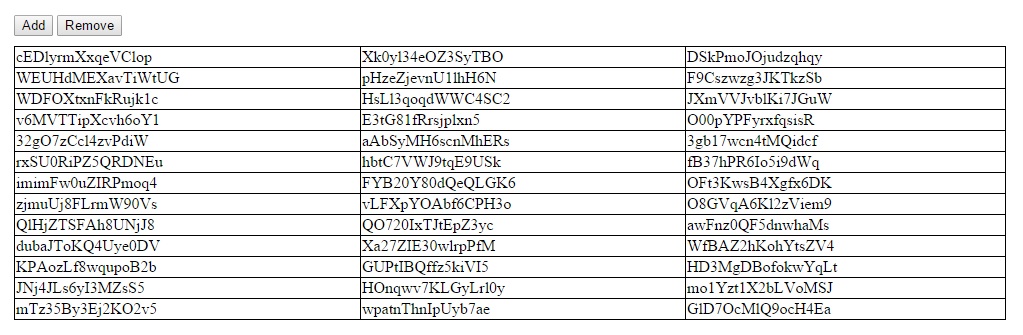 Add Remove
cEDlyrmXxqeVClop Xk0yl34eOZ3SyTBO DSkPmoJOjudzqhqy
WEUHdMEXavTiWtUG pHzeZjevnU1lhH6N F9Cszwzg3JKTkzSb
WDFOXtxnFkRujk1c HsLl3qoqdWWC4SC2 JXmVVJvblKi7JGuW
v6MVTTipXcvh6oY1 E3tG81fRrsjplxn5 O00pYPFyrxfqsisR
32gO7zCcl4zvPdiW aAbSyMH6scnMhERs 3gb17wcn4tMQidcf
rxSU0RiPZ5QRDNEu hbtC7VWJ9tqE9USk fB37hPR6Io5i9dWq
imimFw0uZIRPmoq4 FYB20Y80dQeQLGK6 OFt3KwsB4Xgfx6DK
zjmuUj8FLrmW90Vs vLFXpYOAbf6CPH3o O8GVqA6Kl2zViem9
QlHjZTSFAh8UNjJ8 QO720IxTJtEpZ3yc awFnz0QF5dnwhaMs
dubaJToKQ4Uye0DV Xa27ZIE30wlrpPfM WfBAZ2hKohYtsZV4
KPAozLf8wqupoB2b GUPtIBQffz5kiVI5 HD3MgDBofokwYqLt
JNj4JLs6yI3MZsS5 HOnqwv7KLGyLrl0y mo1Yzt1X2bLVoMSJ
mTz35By3Ej2KO2v5 wpatnThnIpUyb7ae GlD7OcMlQ9ocH4Ea